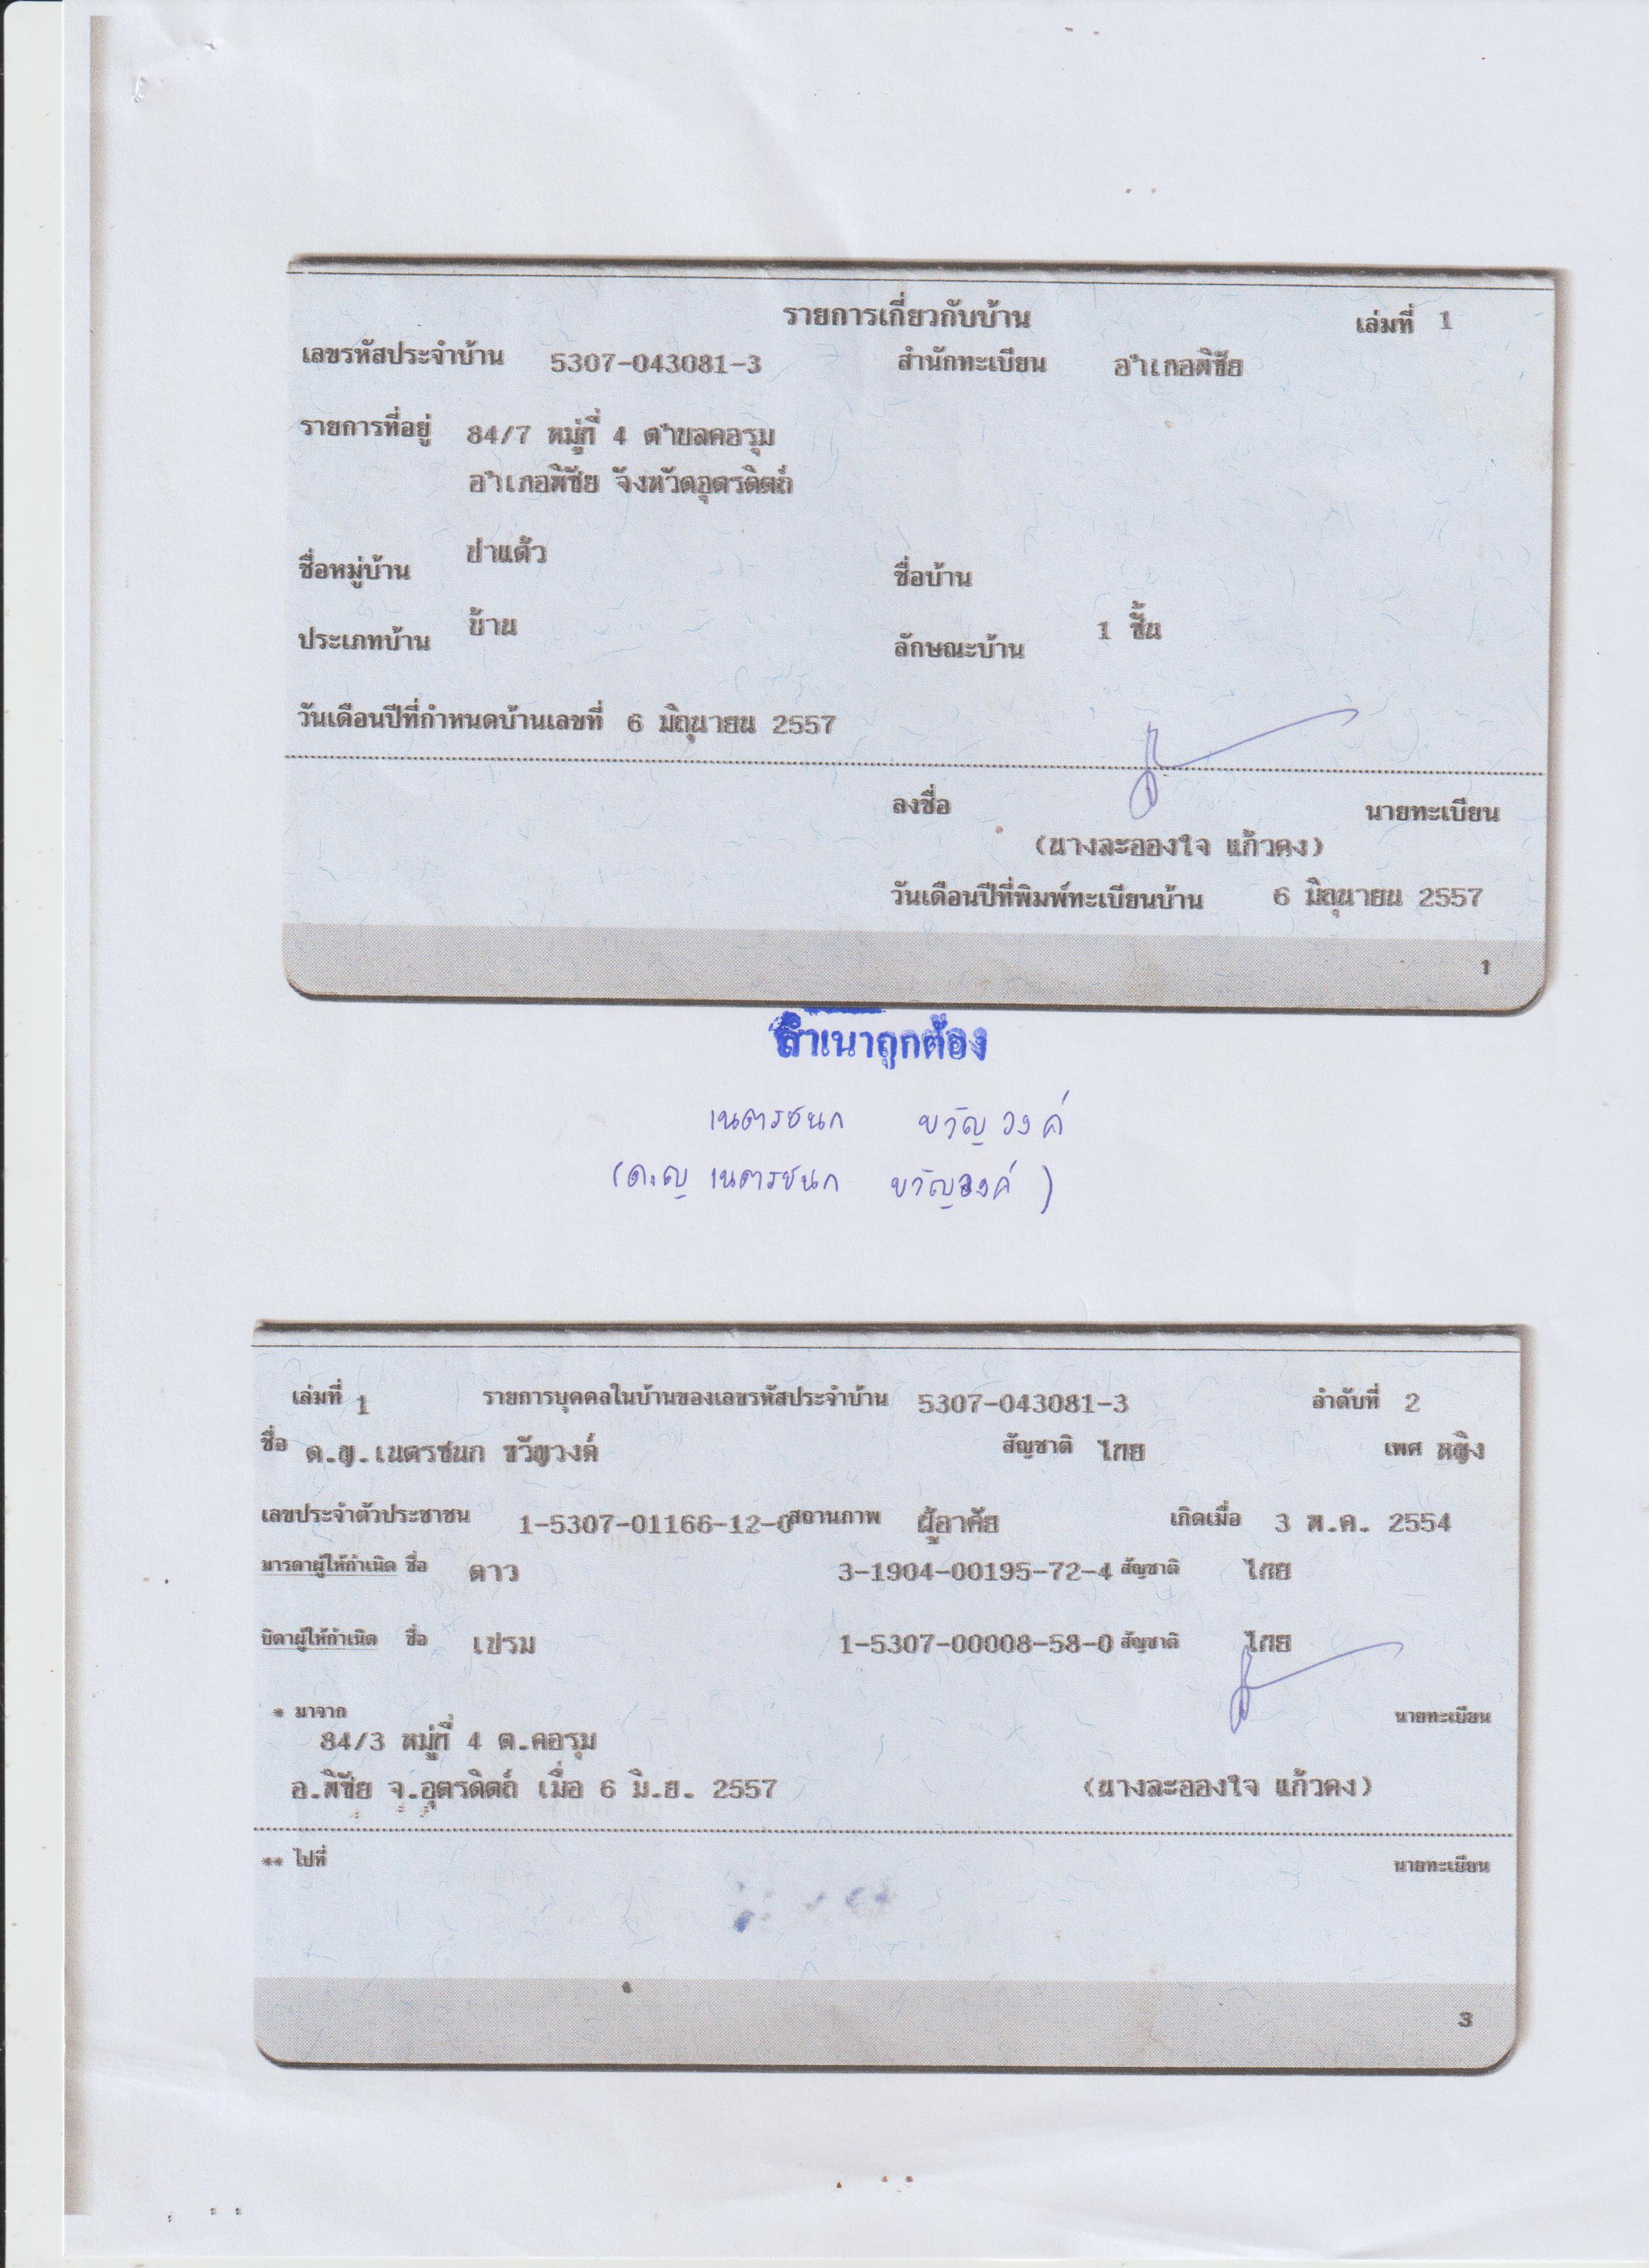 รายการเกี่ยวกับบ้าน เล่มที่ 1
เลขรหัสประจำบ้าน 5307-043081-3 สำนักทะเบียน อำเภอพิชัย
รายการที่อยู่ 84/7 หมู่ที่ 4 ตำบลคอรุม
อำเภอพิชัย จังหวัดอุตรดิตถ์
ชื่อหมู่บ้าน ป่าแต้ว ชื่อบ้าน
ประเภทบ้าน บ้าน ลักษณะบ้าน 1 ชั้น
วันเดือนปีที่กำหนดบ้านเลขที่ 6 มิถุนายน 2557
ลงชื่อ นายทะเบียน
(นางละอองใจ แก้วคง)
วันเดือนปีที่พิมพ์ทะเบียนบ้าน 6 มิถุนายน 2557
1
สำเนาถูกต้อง
เนตรชนก ขวัญวงค์
(ด.ญ เนตรชนก ขวัญวงค์)
เล่มที่ 1 รายการบุคคลในบ้านของเลขรหัสประจำบ้าน 5307-043081-3 ลำดับที่ 2
ชื่อ ด.ญ.เนตรชนก ขวัญวงค์ สัญชาติ ไทย เพศ หญิง
เลขประจำตัวประชาชน 1-5307-01166-12-0 สถานภาพ ผู้อาศัย เกิดเมื่อ 3 พ.ค. 2554
มารดาผู้ให้กำเนิด ชื่อ ดาว 3-1904-00195-72-4 สัญชาติ ไทย
บิดาผู้ให้กำเนิด ชื่อ เปรม 1-5307-00008-58-0 สัญชาติ ไทย
* มาจาก นายทะเบียน
84/3 หมู่ที่ 4 ต.คอรุม
อ.พิชัย จ.อุตรดิตถ์ เมื่อ 6 มิ.ย. 2557 (นางละอองใจ แก้วคง)
** ไปที่ นายทะเบียน
3